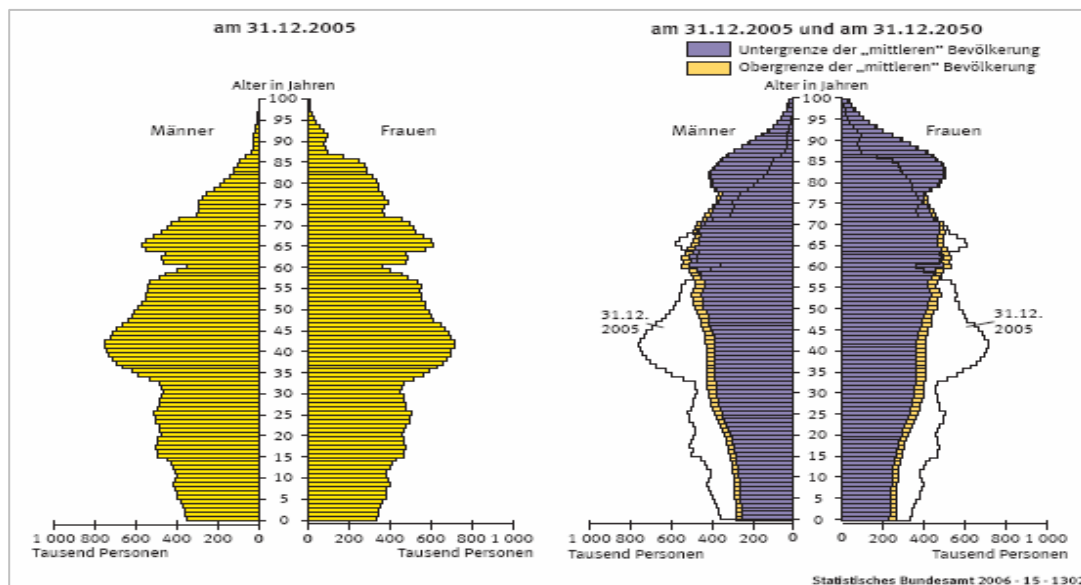 am 31.12.2005
am 31.12.2005 und am 31.12.2050
Untergrenze der „mittleren“ Bevölkerung
Obergrenze der „mittleren“ Bevölkerung
Alter in Jahren
100
Männer
95
Frauen
90
85
80
75
70
65
60
55
50
45
40
35
30
25
20
15
10
5
0
1 000 800 600 400 200 0
0 200 400 600 800 1 000
Tausend Personen
Tausend Personen
Alter in Jahren
100
Männer
95
Frauen
90
85
80
75
70
65
60
55
50
31.12.
2005
31.12.
2005
45
40
35
30
25
20
15
10
5
0
1 000 800 600 400 200 0
0 200 400 600 800 1 000
Tausend Personen
Tausend Personen
Statistisches Bundesamt 2006 - 15 - 1302